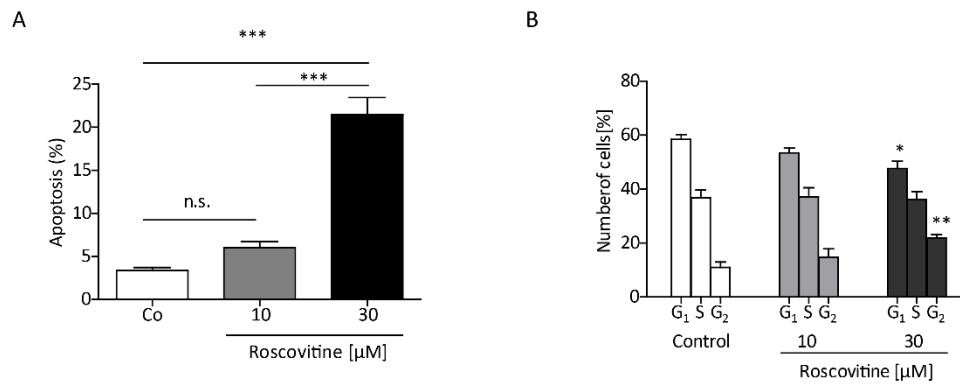 A
***
***
25
20
15
10
5
0
Apoptosis (%)
n.s.
Co 10 30
Roscovitine [μM]
B
80
60
40
20
0
Numberof cells[%]
*
**
G₁ S G₂ G₁ S G₂ G₁ S G₂
Control 10 30
Roscovitine [μM]